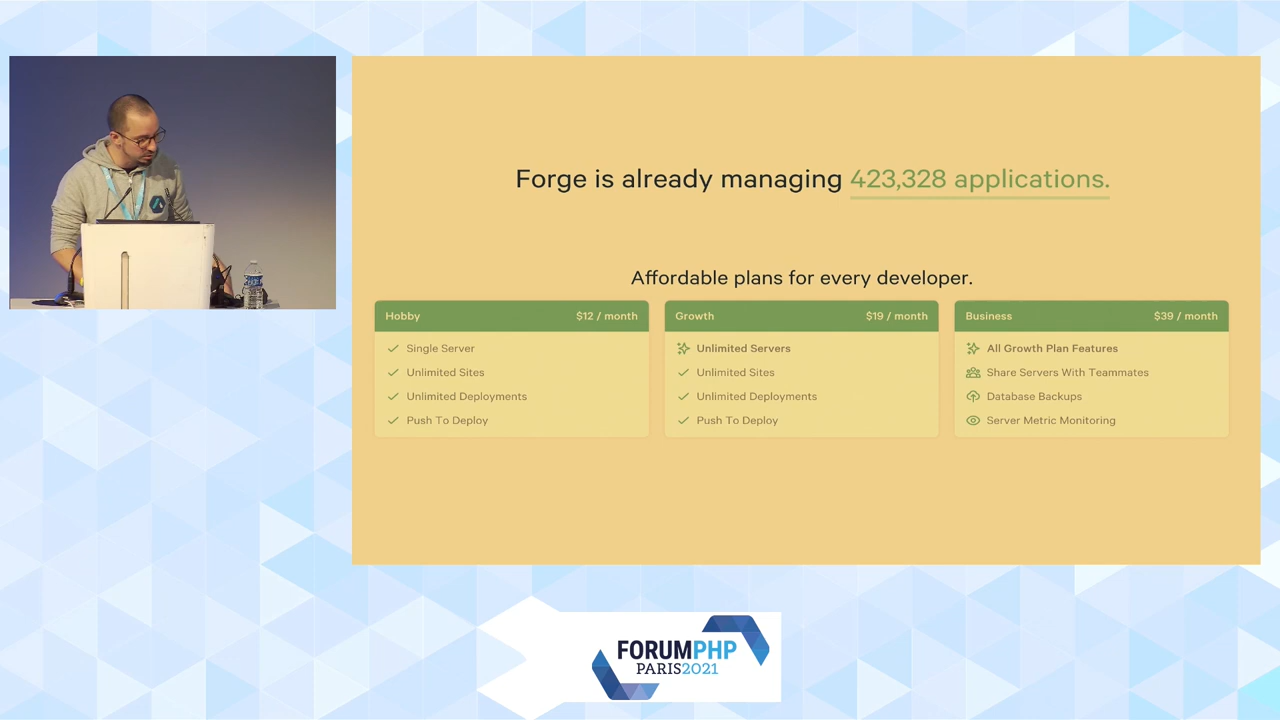 Forge is already managing 423,328 applications.
Affordable plans for every developer.
Hobby $12 / month
Single Server
Unlimited Sites
Unlimited Deployments
Push To Deploy
Growth $19 / month
Unlimited Servers
Unlimited Sites
Unlimited Deployments
Push To Deploy
Business $39 / month
All Growth Plan Features
Share Servers With Teammates
Database Backups
Server Metric Monitoring
FORUMPHP
PARIS2021